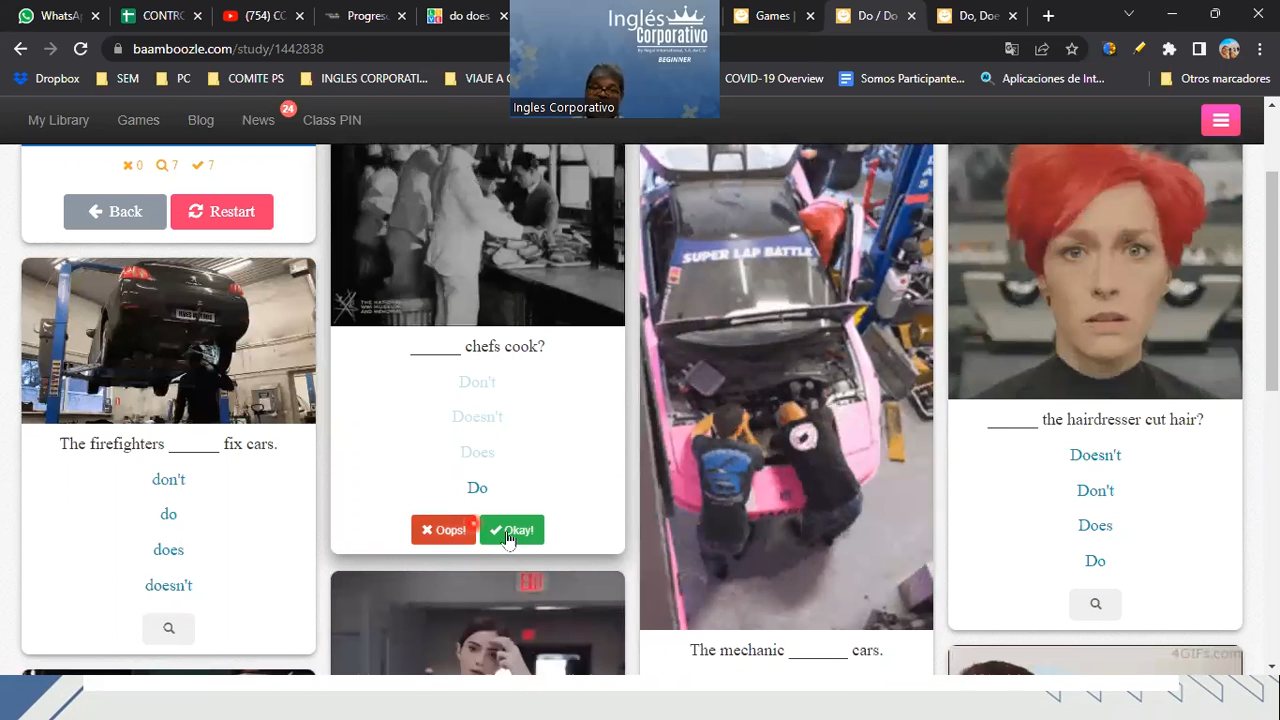 WhatsA
CONTRO
(754) CC
Progres
do does
Games |
Do / Do
Do, Doe
baamboozle.com/study/1442838
Dropbox
SEM
PC
COMITE PS
INGLES CORPORATI...
VIAJE A
COVID-19 Overview
Somos Participante...
Aplicaciones de Int...
Otros marcadores
Inglés
Corporativo
BEGINNER
Ingles Corporativo
My Library
Games
Blog
News
24
Class PIN
0
7
7
Back
Restart
The firefighters ______ fix cars.
don't
do
does
doesn't
______ chefs cook?
Don't
Doesn't
Does
Do
Oops!
Okay!
SUPER LAP BATTLE
The mechanic ________ cars.
______ the hairdresser cut hair?
Doesn't
Don't
Does
Do
4GIFs.com